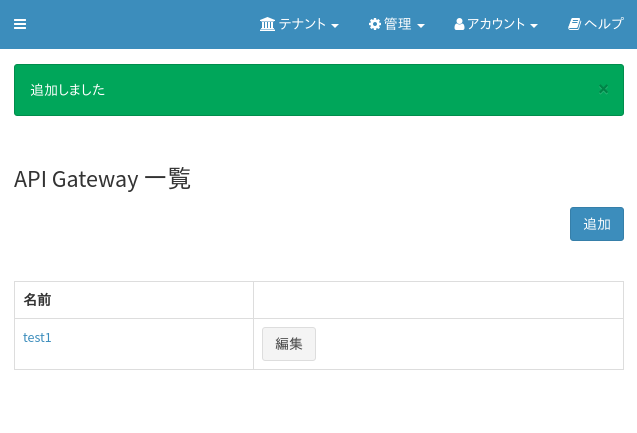 テナント 管理 アカウント ヘルプ
追加しました ×
API Gateway 一覧
追加
名前
test1 編集